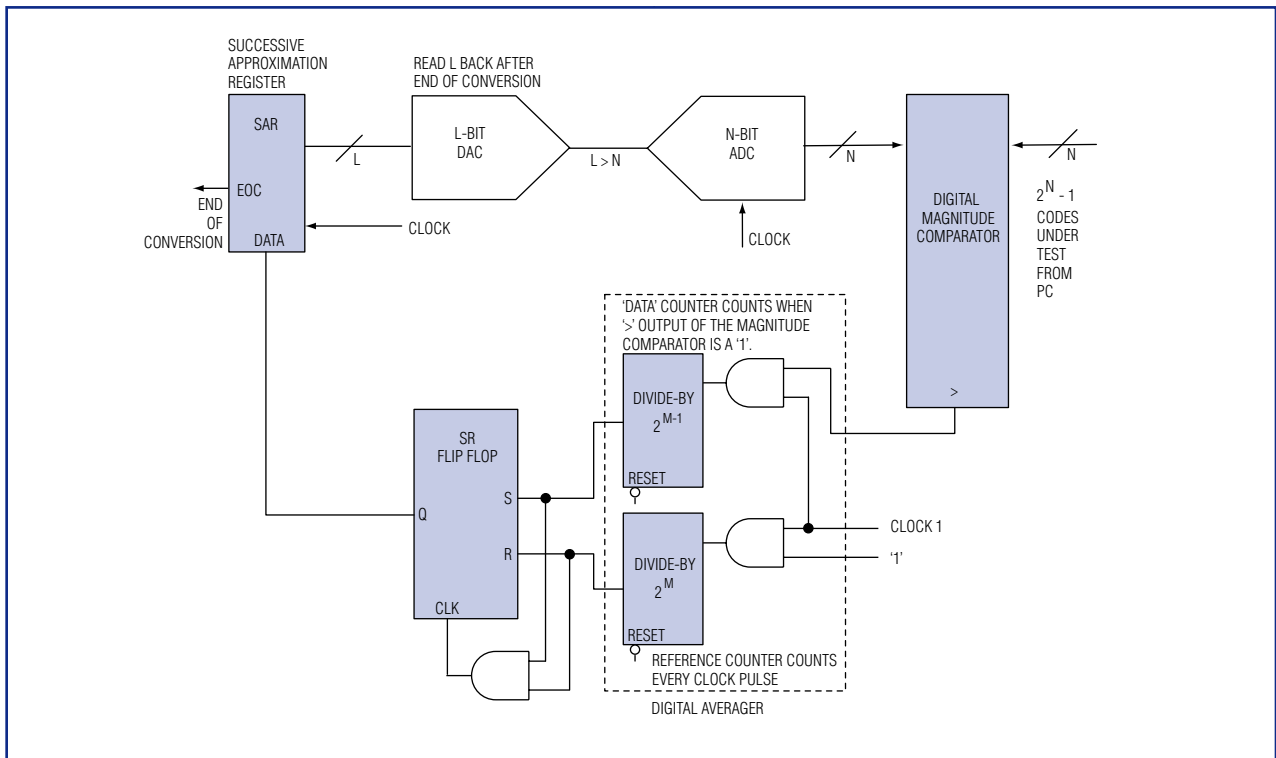 SUCCESSIVE
APPROXIMATION
REGISTER
SAR
EOC
DATA
END
OF
CONVERSION
CLOCK
L
READ L BACK AFTER
END OF CONVERSION
L-BIT
DAC
L > N
N-BIT
ADC
CLOCK
N
DIGITAL
MAGNITUDE
COMPARATOR
>
N
2^N - 1
CODES
UNDER
TEST
FROM
PC
'DATA' COUNTER COUNTS WHEN
'>' OUTPUT OF THE MAGNITUDE
COMPARATOR IS A '1'.
DIVIDE-BY
2^M-1
RESET
DIVIDE-BY
2^M
RESET
REFERENCE COUNTER COUNTS
EVERY CLOCK PULSE
DIGITAL AVERAGER
CLOCK 1
'1'
SR
FLIP FLOP
S
R
Q
CLK